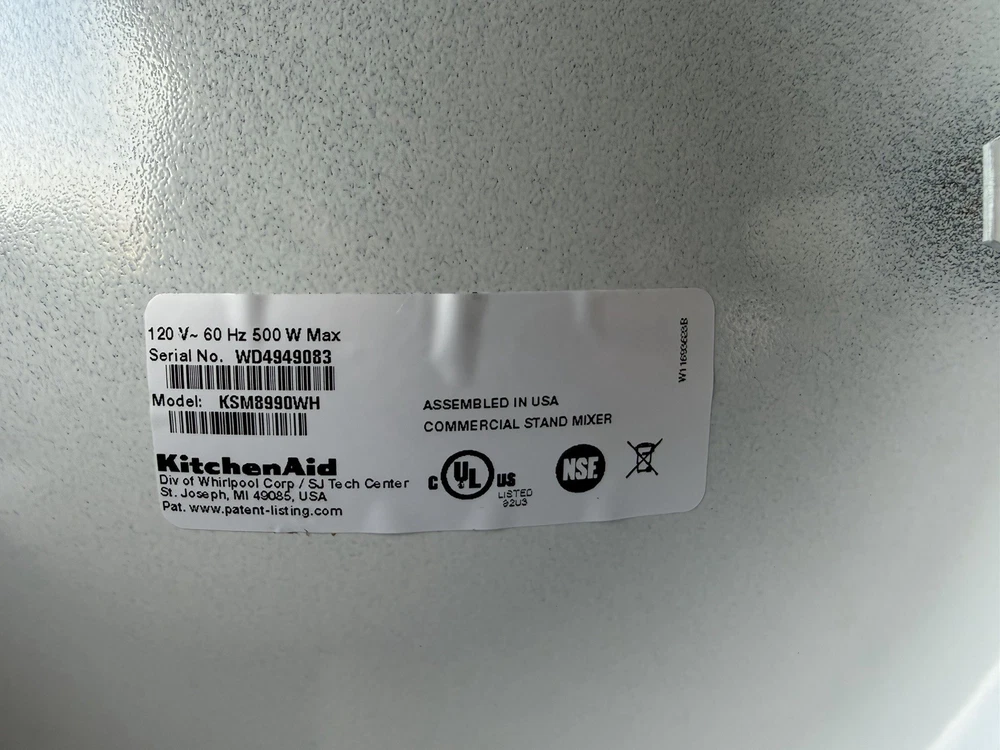 120 V~ 60 Hz 500 W Max
Serial No. WD4949083
Model: KSM8990WH
KitchenAid
Div of Whirlpool Corp / SJ Tech Center
St. Joseph, MI 49085, USA
Pat. www.patent-listing.com
ASSEMBLED IN USA
COMMERCIAL STAND MIXER
C UL US
LISTED
92U3
NSF